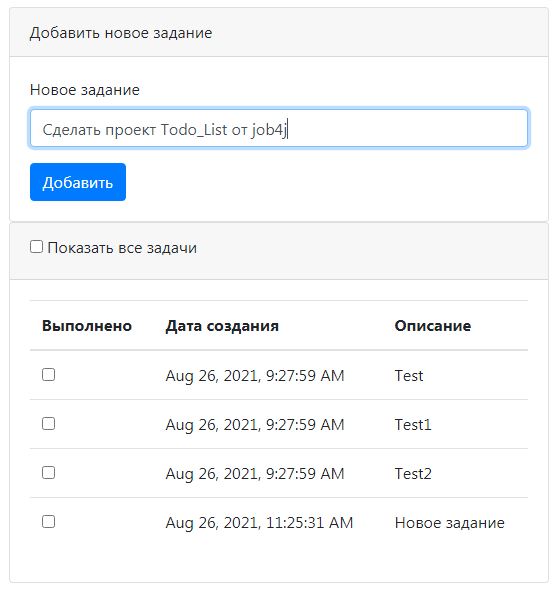 Добавить новое задание
Новое задание
Сделать проект Todo_List от job4j
Добавить
Показать все задачи
Выполнено Дата создания Описание
Aug 26, 2021, 9:27:59 AM Test
Aug 26, 2021, 9:27:59 AM Test1
Aug 26, 2021, 9:27:59 AM Test2
Aug 26, 2021, 11:25:31 AM Новое задание